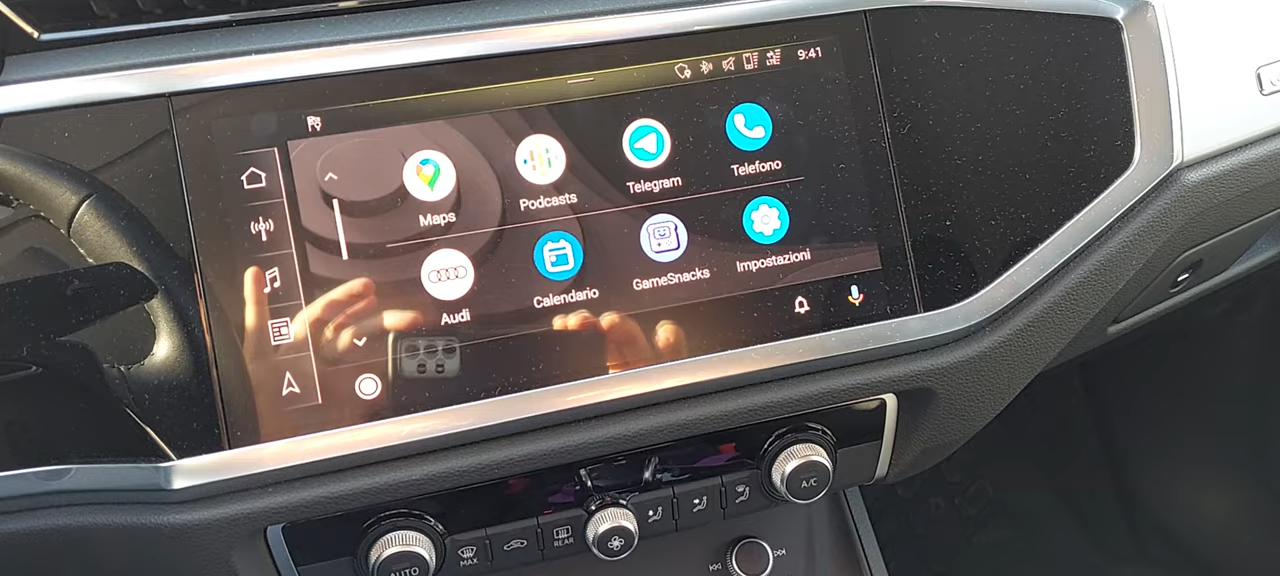 9:41
Maps
Podcasts
Telegram
Telefono
Audi
Calendario
GameSnacks
Impostazioni
A/C
AUTO
MAX
REAR